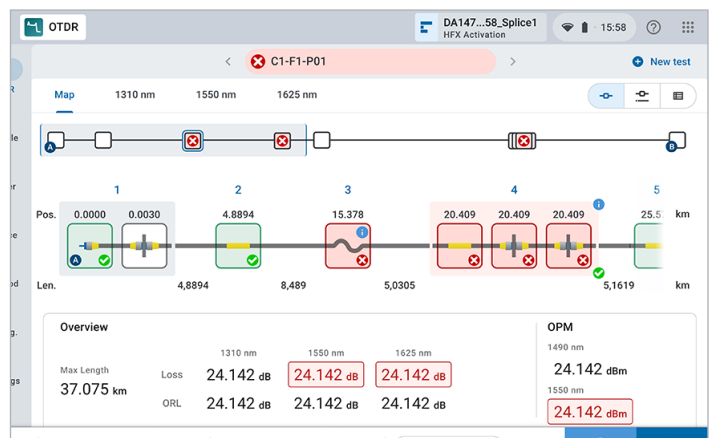 OTDR
DA147...58_Splice1
HFX Activation
15:58
C1-F1-P01
New test
Map 1310 nm 1550 nm 1625 nm
A
B
1 2 3 4 5
Pos. 0.0000 0.0030 4.8894 15.378 20.409 20.409 20.409 25.5 km
A
Len. 4,8894 8,489 5,0305 5,1619 km
Overview
1310 nm 1550 nm 1625 nm
Max Length
37.075 km
Loss 24.142 dB 24.142 dB 24.142 dB
ORL 24.142 dB 24.142 dB 24.142 dB
OPM
1490 nm
24.142 dBm
1550 nm
24.142 dBm